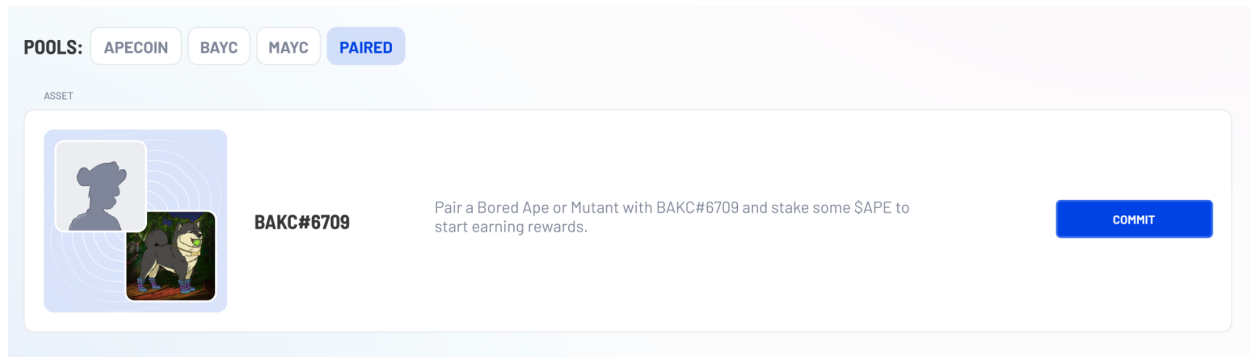 POOLS: APECOIN BAYC MAYC PAIRED
ASSET
BAKC#6709
Pair a Bored Ape or Mutant with BAKC#6709 and stake some $APE to
start earning rewards.
COMMIT